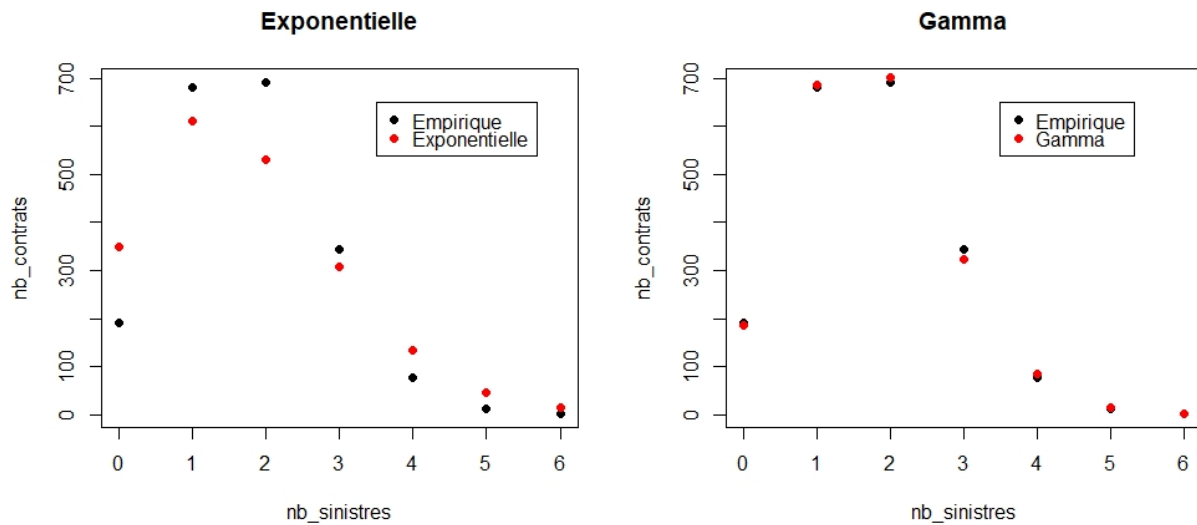 Exponentielle
nb_contrats
700
500
300
100
0
Empirique
Exponentielle
0 1 2 3 4 5 6
nb_sinistres
Gamma
nb_contrats
700
500
300
100
0
Empirique
Gamma
0 1 2 3 4 5 6
nb_sinistres